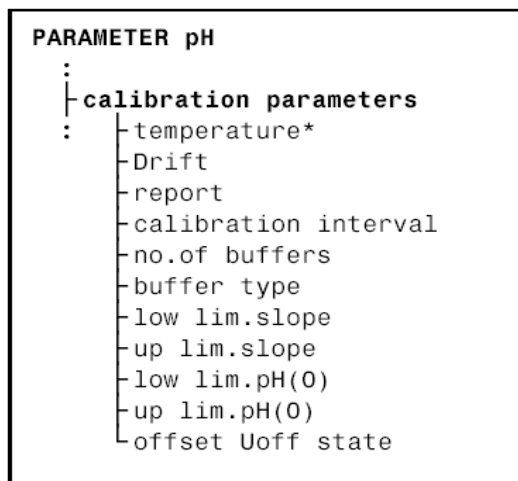 PARAMETER pH
:
calibration parameters
: temperature*
Drift
report
calibration interval
no.of buffers
buffer type
low lim.slope
up lim.slope
low lim.pH(O)
up lim.pH(O)
offset Uoff state